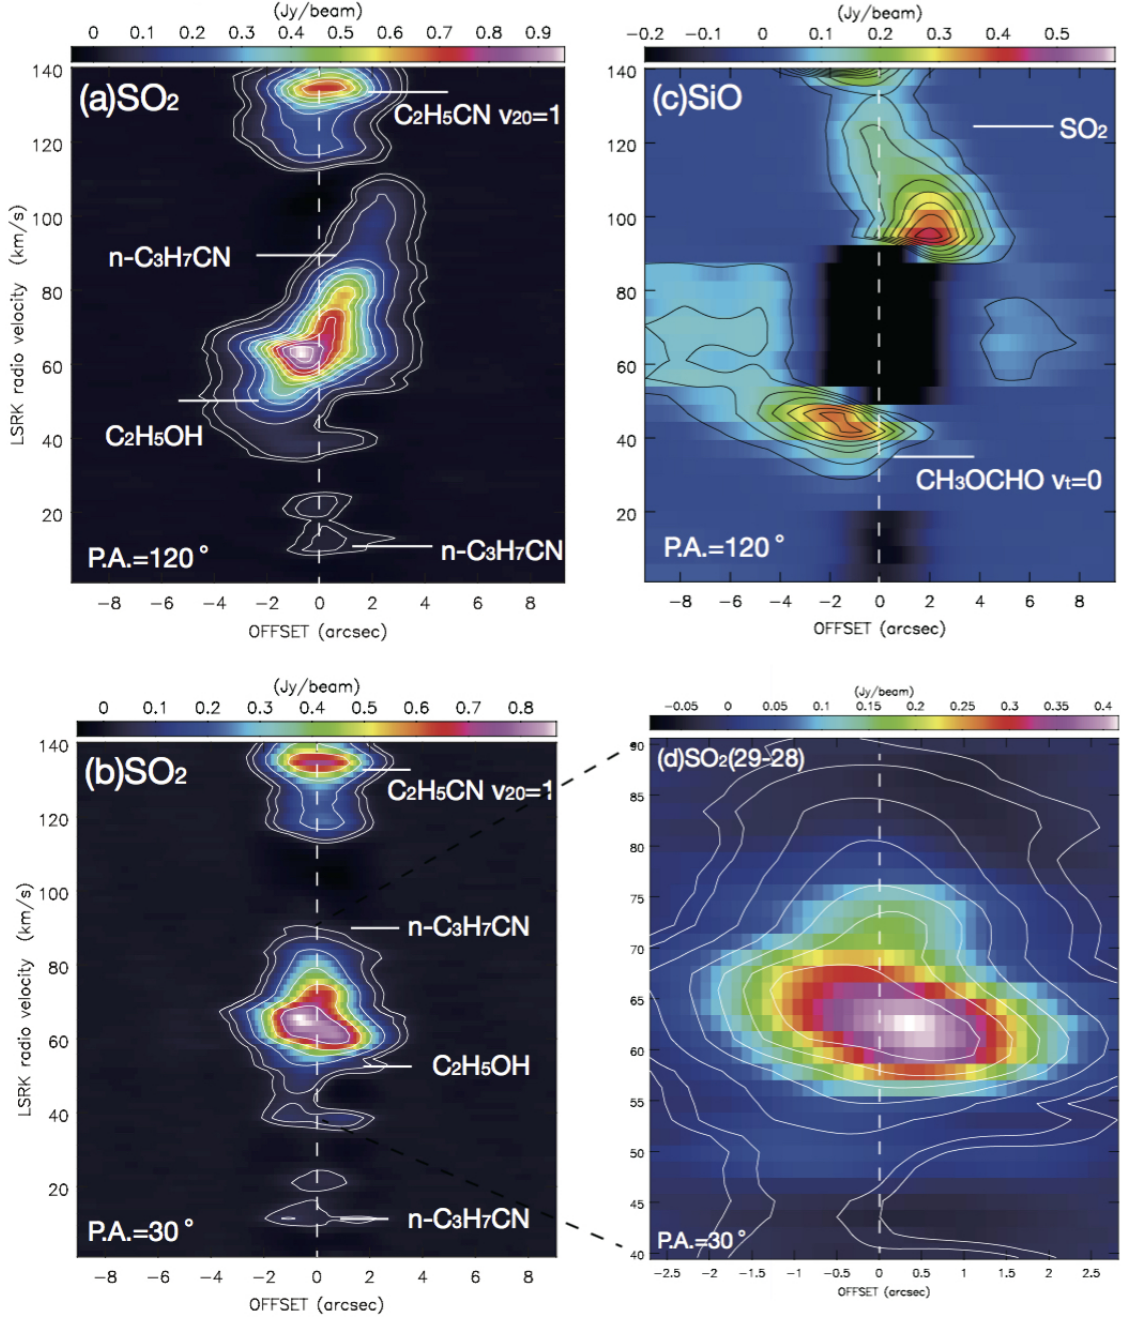 (Jy/beam)
0 0.1 0.2 0.3 0.4 0.5 0.6 0.7 0.8 0.9
(a)SO₂
C₂H₅CN v₂₀=1
n-C₃H₇CN
C₂H₅OH
n-C₃H₇CN
P.A.=120°
140
120
100
80
60
40
20
LSRK radio velocity (km/s)
−8 −6 −4 −2 0 2 4 6 8
OFFSET (arcsec)
(Jy/beam)
−0.2 −0.1 0 0.1 0.2 0.3 0.4 0.5
(c)SiO
SO₂
CH₃OCHO vₜ=0
P.A.=120°
140
120
100
80
60
40
20
−8 −6 −4 −2 0 2 4 6 8
OFFSET (arcsec)
(Jy/beam)
0 0.1 0.2 0.3 0.4 0.5 0.6 0.7 0.8
(b)SO₂
C₂H₅CN v₂₀=1
n-C₃H₇CN
C₂H₅OH
n-C₃H₇CN
P.A.=30°
140
120
100
80
60
40
20
LSRK radio velocity (km/s)
−8 −6 −4 −2 0 2 4 6 8
OFFSET (arcsec)
(Jy/beam)
−0.05 0 0.05 0.1 0.15 0.2 0.25 0.3 0.35 0.4
(d)SO₂(29-28)
P.A.=30°
90
85
80
75
70
65
60
55
50
45
40
−2.5 −2 −1.5 −1 −0.5 0 0.5 1 1.5 2 2.5
OFFSET (arcsec)